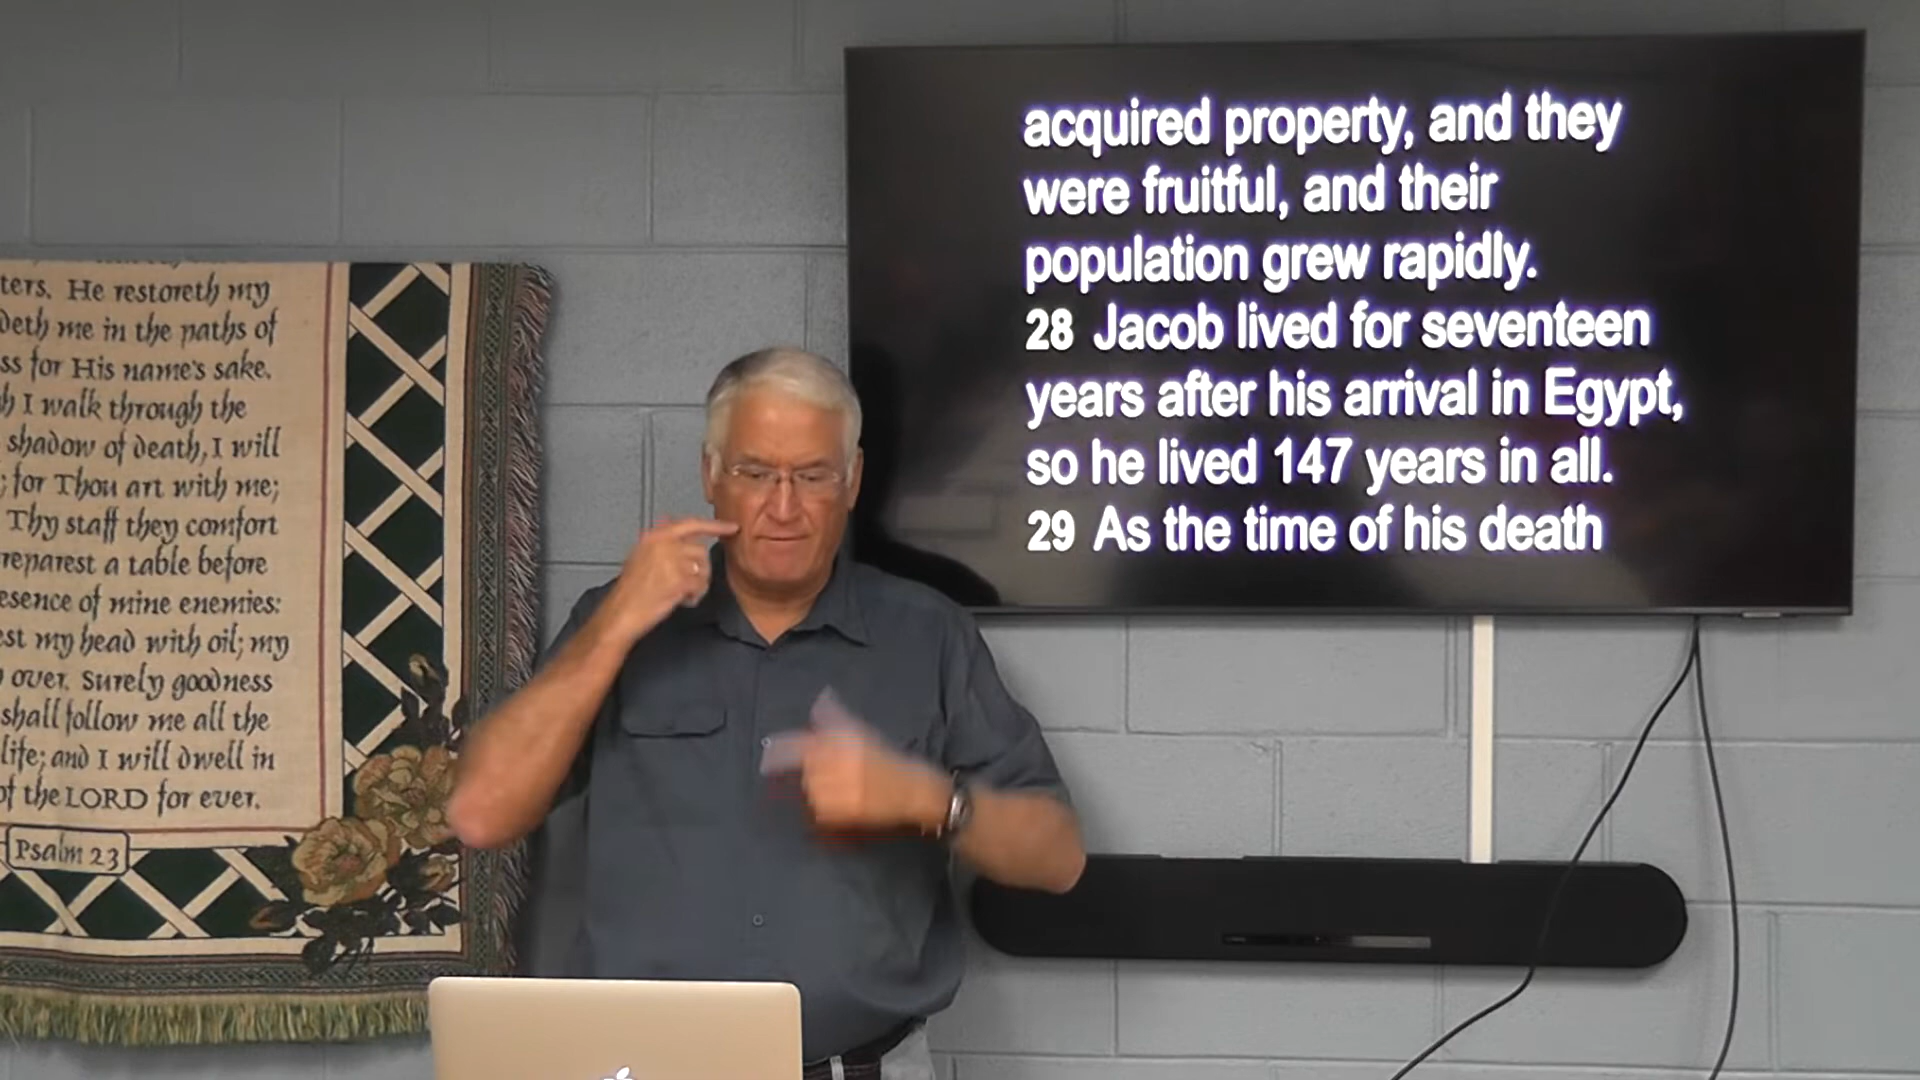 acquired property, and they
were fruitful, and their
population grew rapidly.
28 Jacob lived for seventeen
years after his arrival in Egypt,
so he lived 147 years in all.
29 As the time of his death
ters. He restoreth my
deth me in the paths of
ss for His name's sake.
I walk through the
shadow of death, I will
; for Thou art with me;
Thy staff they comfort
reparest a table before
esence of mine enemies:
st my head with oil; my
over. Surely goodness
shall follow me all the
life; and I will dwell in
of the LORD for ever.
Psalm 23